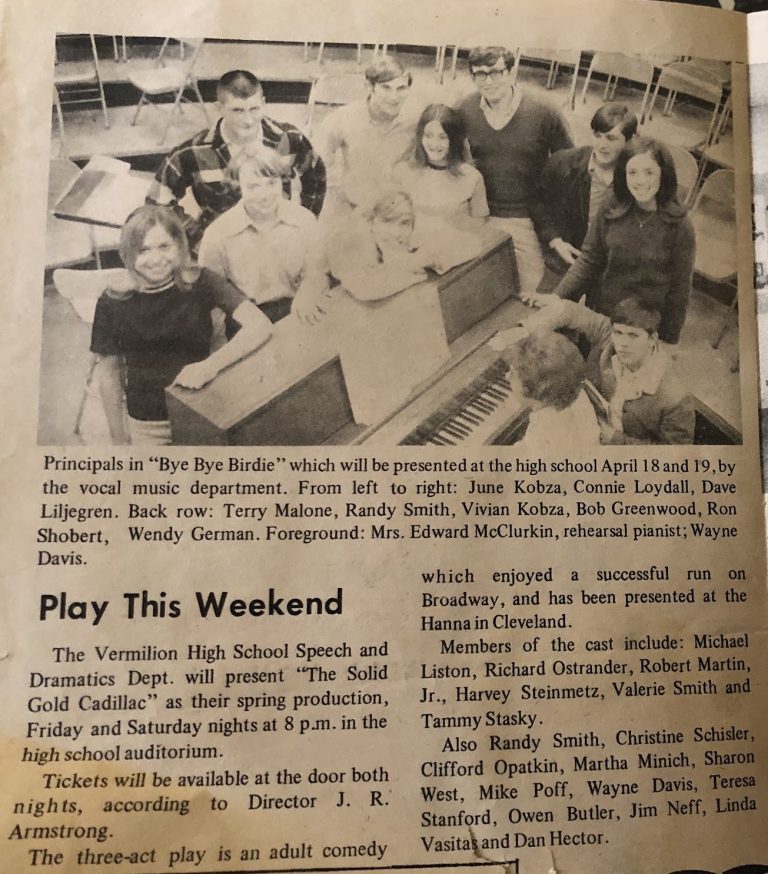 Principals in “Bye Bye Birdie” which will be presented at the high school April 18 and 19, by
the vocal music department. From left to right: June Kobza, Connie Loydall, Dave
Liljegren. Back row: Terry Malone, Randy Smith, Vivian Kobza, Bob Greenwood, Ron
Shobert, Wendy German. Foreground: Mrs. Edward McClurkin, rehearsal pianist; Wayne
Davis.
Play This Weekend
The Vermilion High School Speech and
Dramatics Dept. will present “The Solid
Gold Cadillac” as their spring production,
Friday and Saturday nights at 8 p.m. in the
high school auditorium.
Tickets will be available at the door both
nights, according to Director J. R.
Armstrong.
The three-act play is an adult comedy
which enjoyed a successful run on
Broadway, and has been presented at the
Hanna in Cleveland.
Members of the cast include: Michael
Liston, Richard Ostrander, Robert Martin,
Jr., Harvey Steinmetz, Valerie Smith and
Tammy Stasky.
Also Randy Smith, Christine Schisler,
Clifford Opatkin, Martha Minich, Sharon
West, Mike Poff, Wayne Davis, Teresa
Stanford, Owen Butler, Jim Neff, Linda
Vasitas and Dan Hector.